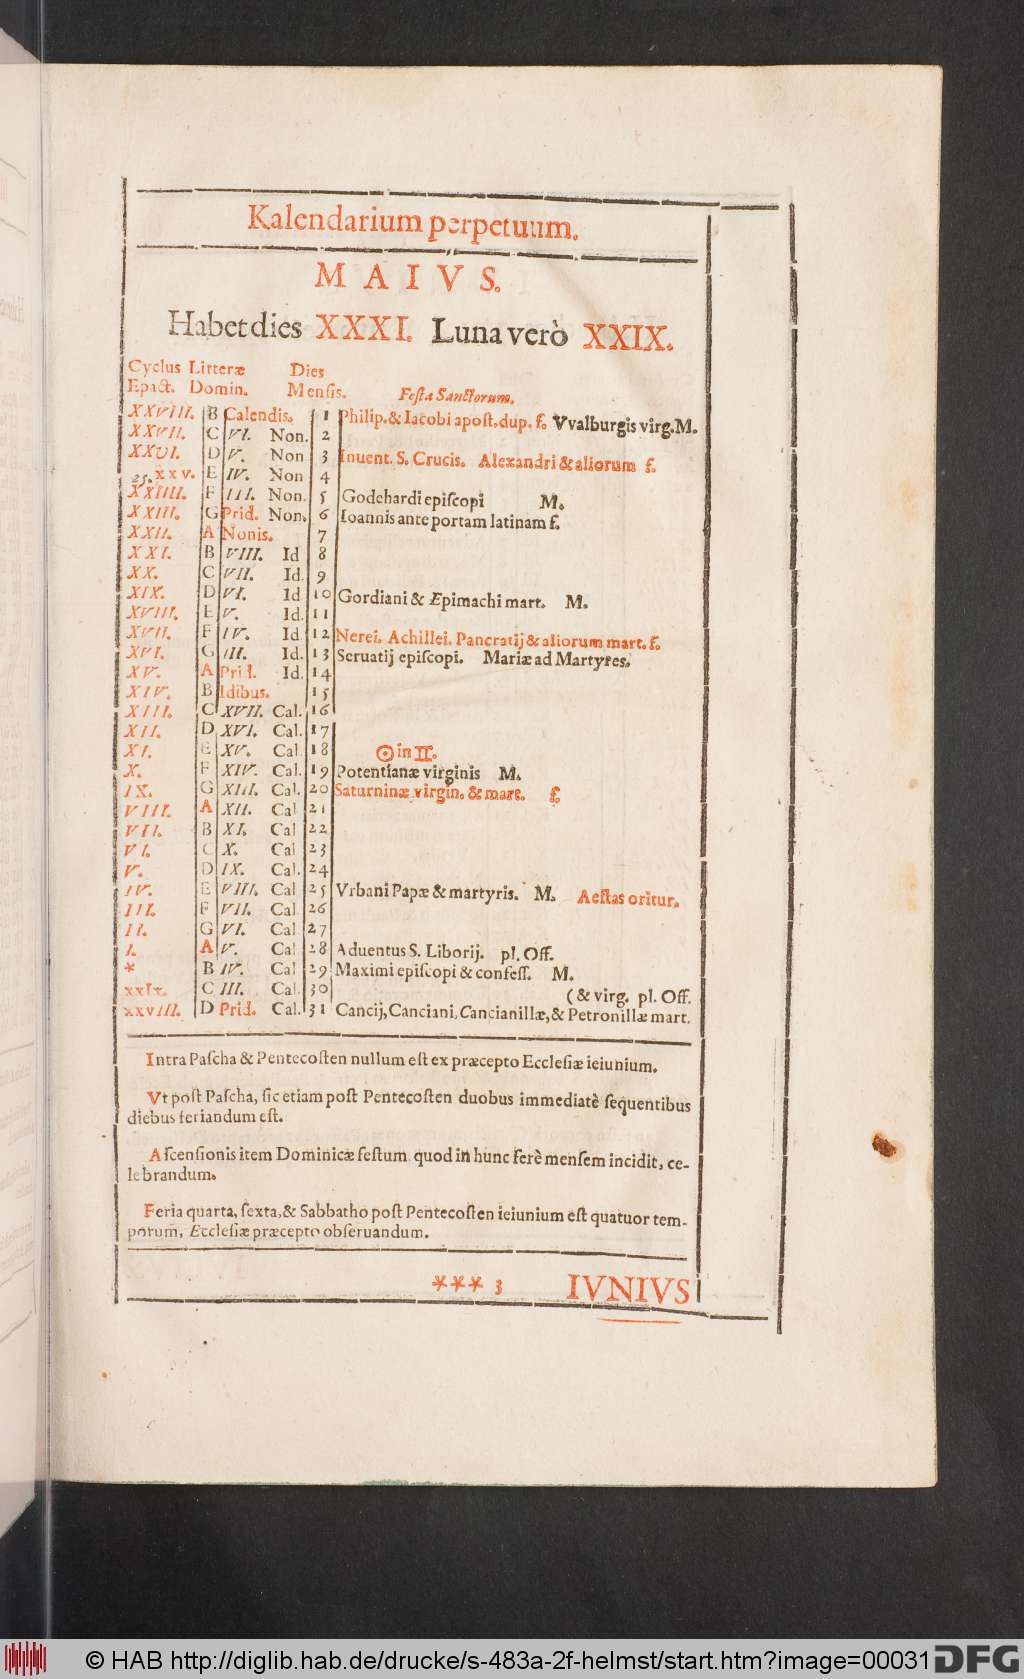 Kalendarium perpetuum.
MAIVS.
Habet dies XXXI. Luna verò XXIX.
Cyclus Litteræ Dies
Epact. Domin. Mensis. Festa Sanctorum.
XXVIII. B Calendis. 1 Philip. & Iacobi apost. dup. f. VValburgis virg. M.
XXVII. C VI. Non. 2
XXVI. D V. Non 3 Inuent. S. Crucis. Alexandri & aliorum f.
25. xxv. E IV. Non 4
XXIIII. F III. Non. 5 Godehardi episcopi M.
XXIII. G Prid. Non. 6 Ioannis ante portam latinam f.
XXII. A Nonis. 7
XXI. B VIII. Id 8
XX. C VII. Id. 9
XIX. D VI. Id 10 Gordiani & Epimachi mart. M.
XVIII. E V. Id. 11
XVII. F IV. Id. 12 Nerei. Achillei. Pancratij & aliorum mart. f.
XVI. G III. Id. 13 Seruatij episcopi. Mariæ ad Martyres.
XV. A Prid. Id. 14
XIV. B Idibus. 15
XIII. C XVII. Cal. 16
XII. D XVI. Cal. 17
XI. E XV. Cal. 18 ☉ in ♊.
X. F XIV. Cal. 19 Potentianæ virginis M.
IX. G XIII. Cal. 20 Saturninæ virgin. & mart. f.
VIII. A XII. Cal 21
VII. B XI. Cal 22
VI. C X. Cal 23
V. D IX. Cal. 24
IV. E VIII. Cal 25 Vrbani Papæ & martyris. M. Aestas oritur.
III. F VII. Cal. 26
II. G VI. Cal 27
I. A V. Cal 28 Aduentus S. Liborij. pl. Off.
* B IV. Cal 29 Maximi episcopi & confess. M.
xxIx. C III. Cal. 30 (& virg. pl. Off.
xxvIII. D Prid. Cal. 31 Cancij, Canciani, Cancianillæ, & Petronillæ mart.
Intra Pascha & Pentecosten nullum est ex præcepto Ecclesiæ ieiunium.
Vt post Pascha, sic etiam post Pentecosten duobus immediatè sequentibus
diebus feriandum est.
Ascensionis item Dominicæ festum quod in hunc ferè mensem incidit, ce-
lebrandum.
Feria quarta, sexta, & Sabbatho post Pentecosten ieiunium est quatuor tem-
porum, Ecclesiæ præcepto obseruandum.
*** 3 IVNIVS
© HAB http://diglib.hab.de/drucke/s-483a-2f-helmst/start.htm?image=00031 DFG